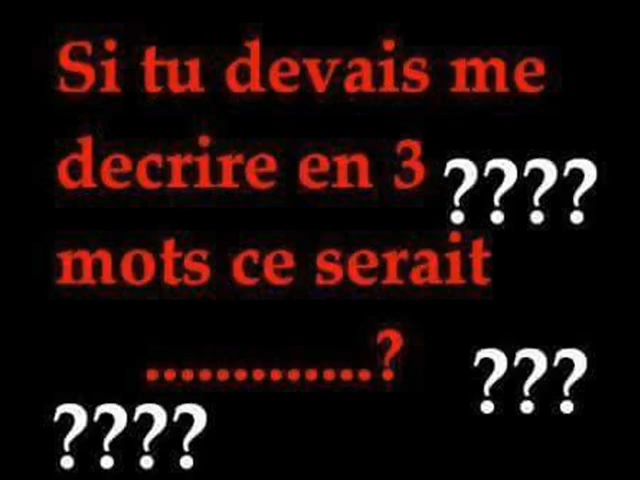 Si tu devais me
decrire en 3 ????
mots ce serait
.............?
???
????